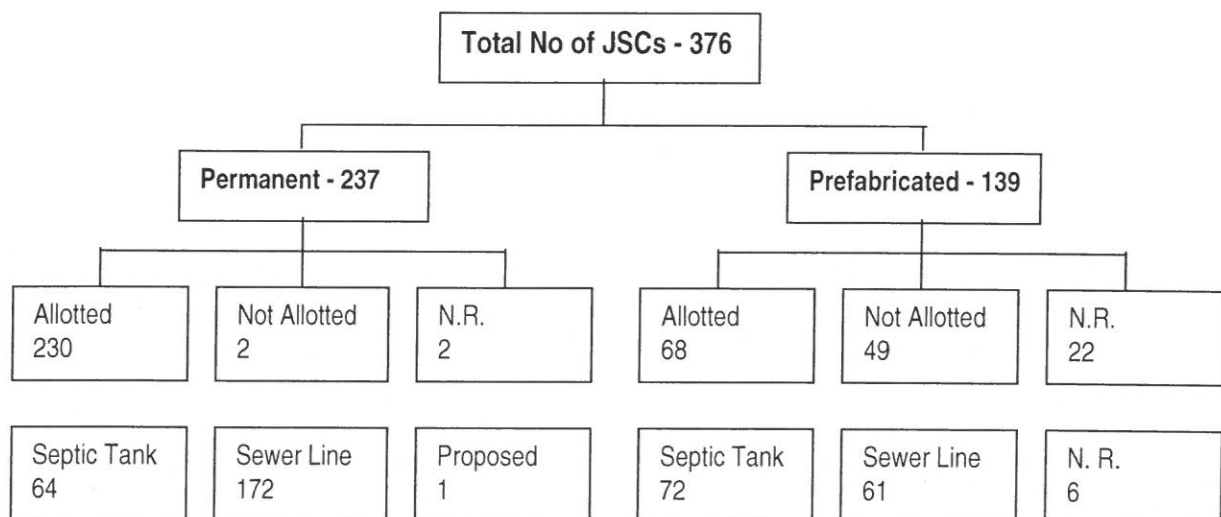 Total No of JSCs - 376
Permanent - 237
Prefabricated - 139
Allotted
230
Not Allotted
2
N.R.
2
Allotted
68
Not Allotted
49
N.R.
22
Septic Tank
64
Sewer Line
172
Proposed
1
Septic Tank
72
Sewer Line
61
N. R.
6